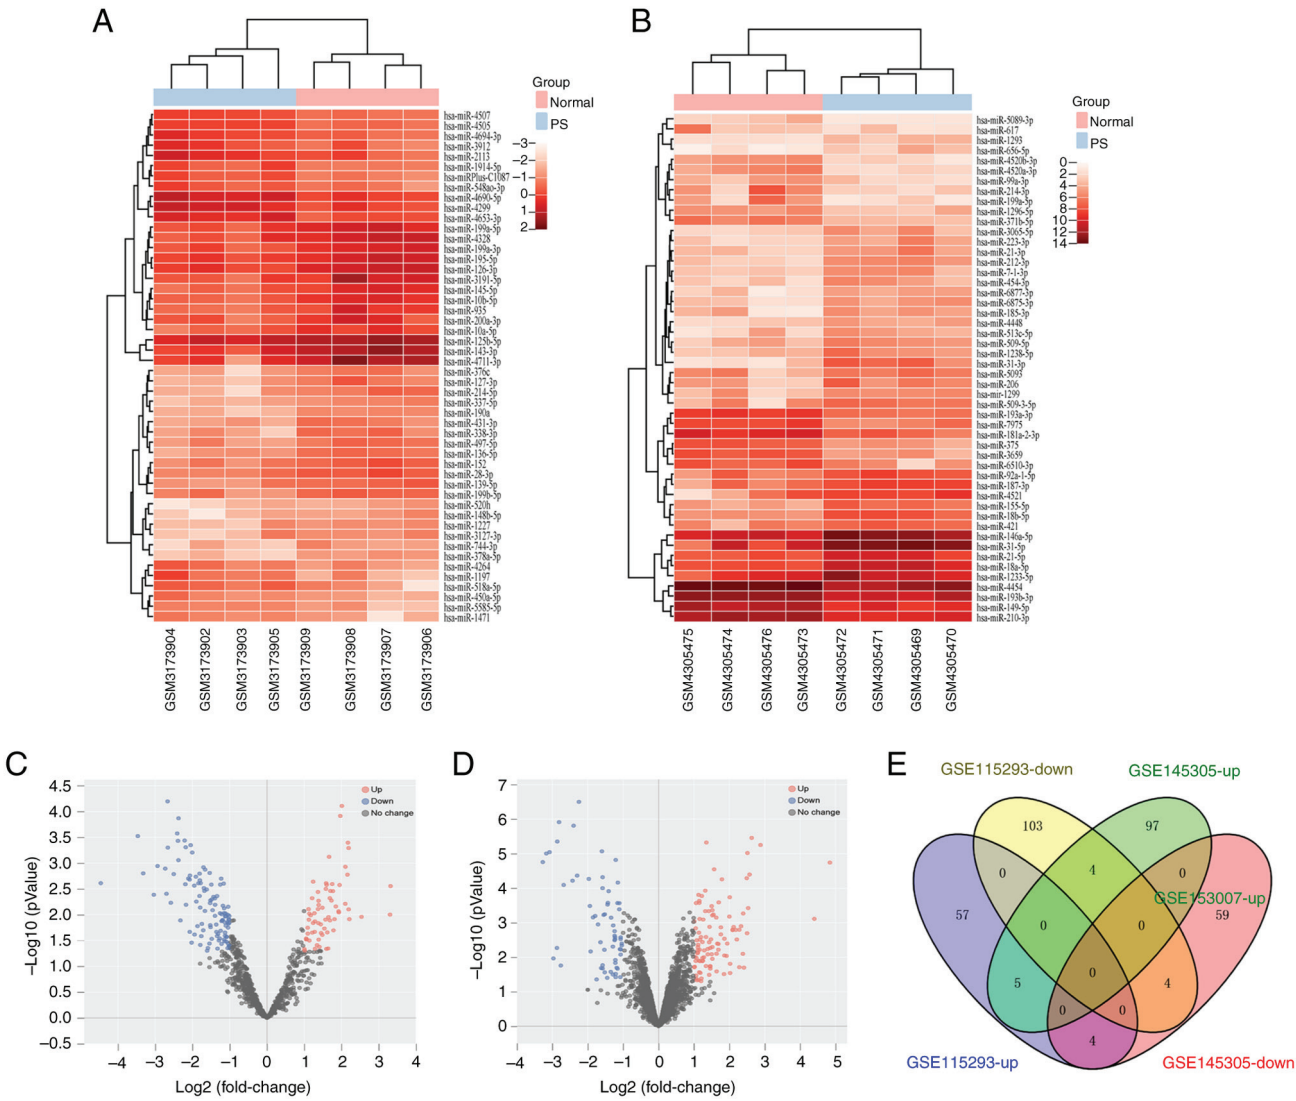 A
Group
Normal
PS
−3
−2
−1
0
1
2
hsa-miR-4507
hsa-miR-4505
hsa-miR-4694-3p
hsa-miR-3912
hsa-miR-2113
hsa-miR-1914-5p
hsa-miRPlus-C1087
hsa-miR-548ao-3p
hsa-miR-4690-5p
hsa-miR-4299
hsa-miR-4653-3p
hsa-miR-199a-5p
hsa-miR-4328
hsa-miR-199a-3p
hsa-miR-195-5p
hsa-miR-126-3p
hsa-miR-3191-5p
hsa-miR-145-5p
hsa-miR-10b-5p
hsa-miR-935
hsa-miR-200a-3p
hsa-miR-10a-5p
hsa-miR-125b-5p
hsa-miR-143-3p
hsa-miR-4711-3p
hsa-miR-376c
hsa-miR-127-3p
hsa-miR-214-5p
hsa-miR-337-5p
hsa-miR-190a
hsa-miR-431-3p
hsa-miR-338-3p
hsa-miR-497-5p
hsa-miR-136-5p
hsa-miR-152
hsa-miR-28-3p
hsa-miR-139-5p
hsa-miR-199b-5p
hsa-miR-520h
hsa-miR-148b-5p
hsa-miR-1227
hsa-miR-3127-3p
hsa-miR-744-3p
hsa-miR-378a-5p
hsa-miR-4264
hsa-miR-1197
hsa-miR-518a-5p
hsa-miR-450a-5p
hsa-miR-5585-5p
hsa-miR-1471
GSM3173904
GSM3173902
GSM3173903
GSM3173905
GSM3173909
GSM3173908
GSM3173907
GSM3173906
B
Group
Normal
PS
0
2
4
6
8
10
12
14
hsa-miR-5089-3p
hsa-miR-617
hsa-miR-1293
hsa-miR-656-5p
hsa-miR-4520b-3p
hsa-miR-4520a-3p
hsa-miR-99a-3p
hsa-miR-214-3p
hsa-miR-199a-5p
hsa-miR-1296-5p
hsa-miR-371b-5p
hsa-miR-3065-5p
hsa-miR-223-3p
hsa-miR-21-3p
hsa-miR-212-3p
hsa-miR-7-1-3p
hsa-miR-454-3p
hsa-miR-6877-3p
hsa-miR-6875-3p
hsa-miR-185-3p
hsa-miR-4448
hsa-miR-513c-5p
hsa-miR-509-5p
hsa-miR-1238-5p
hsa-miR-31-3p
hsa-miR-5093
hsa-miR-206
hsa-mir-1299
hsa-miR-509-3-5p
hsa-miR-193a-3p
hsa-miR-7975
hsa-miR-181a-2-3p
hsa-miR-375
hsa-miR-3659
hsa-miR-6510-3p
hsa-miR-92a-1-5p
hsa-miR-187-3p
hsa-miR-4521
hsa-miR-155-5p
hsa-miR-18b-5p
hsa-miR-421
hsa-miR-146a-5p
hsa-miR-31-5p
hsa-miR-21-5p
hsa-miR-18a-5p
hsa-miR-1233-5p
hsa-miR-4454
hsa-miR-193b-3p
hsa-miR-149-5p
hsa-miR-210-3p
GSM4305475
GSM4305474
GSM4305476
GSM4305473
GSM4305472
GSM4305471
GSM4305469
GSM4305470
C
4.5
4.0
3.5
3.0
2.5
2.0
1.5
1.0
0.5
0.0
−0.5
−Log10 (pValue)
Up
Down
No change
−4 −3 −2 −1 0 1 2 3 4
Log2 (fold-change)
D
7
6
5
4
3
2
1
0
−Log10 (pValue)
Up
Down
No change
−4 −3 −2 −1 0 1 2 3 4 5
Log2 (fold-change)
E
GSE115293-down
GSE145305-up
103
97
0
4
0
GSE153007-up
57
59
0
0
0
5
4
0
0
4
GSE115293-up
GSE145305-down